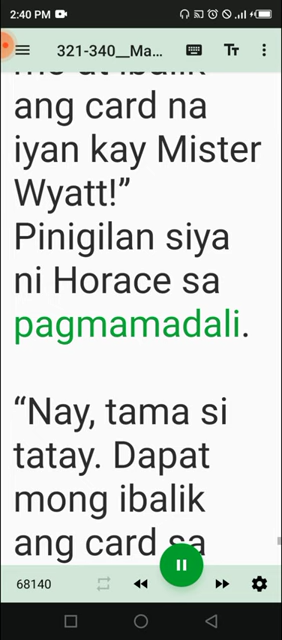 2:40 PM
321-340__Ma...
TT
ang card na
iyan kay Mister
Wyatt!”
Pinigilan siya
ni Horace sa
pagmamadali.
“Nay, tama si
tatay. Dapat
mong ibalik
ang card sa
68140